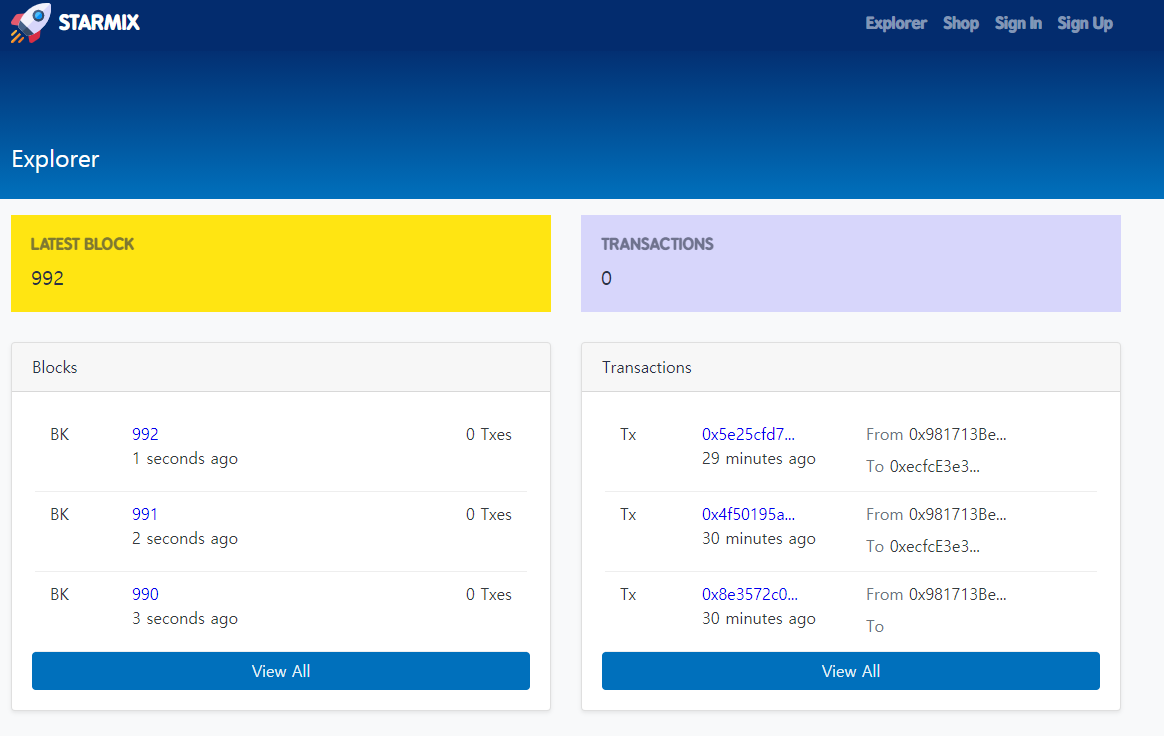 STARMIX
Explorer Shop Sign In Sign Up
Explorer
LATEST BLOCK
992
TRANSACTIONS
0
Blocks
BK 992 0 Txes
1 seconds ago
BK 991 0 Txes
2 seconds ago
BK 990 0 Txes
3 seconds ago
View All
Transactions
Tx 0x5e25cfd7... From 0x981713Be...
29 minutes ago
To 0xecfcE3e3...
Tx 0x4f50195a... From 0x981713Be...
30 minutes ago
To 0xecfcE3e3...
Tx 0x8e3572c0... From 0x981713Be...
30 minutes ago
To
View All